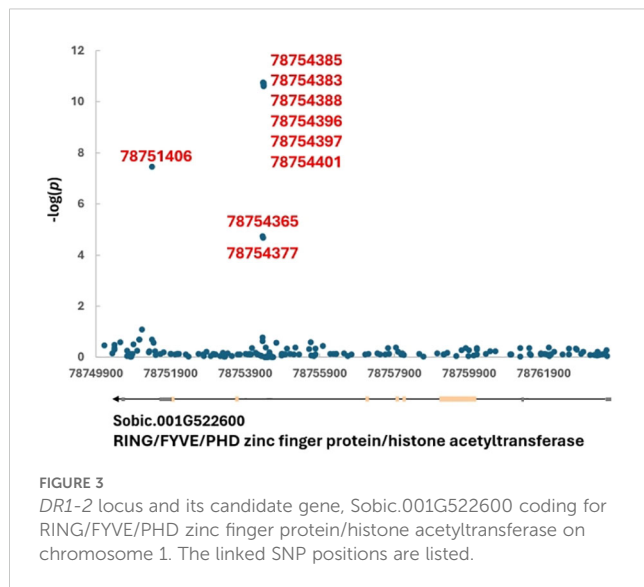 12
10
8
6
4
2
0
-log(p)
78754385
78754383
78754388
78754396
78754397
78754401
78751406
78754365
78754377
78749900 78751900 78753900 78755900 78757900 78759900 78761900
Sobic.001G522600
RING/FYVE/PHD zinc finger protein/histone acetyltransferase
FIGURE 3
DR1-2 locus and its candidate gene, Sobic.001G522600 coding for
RING/FYVE/PHD zinc finger protein/histone acetyltransferase on
chromosome 1. The linked SNP positions are listed.